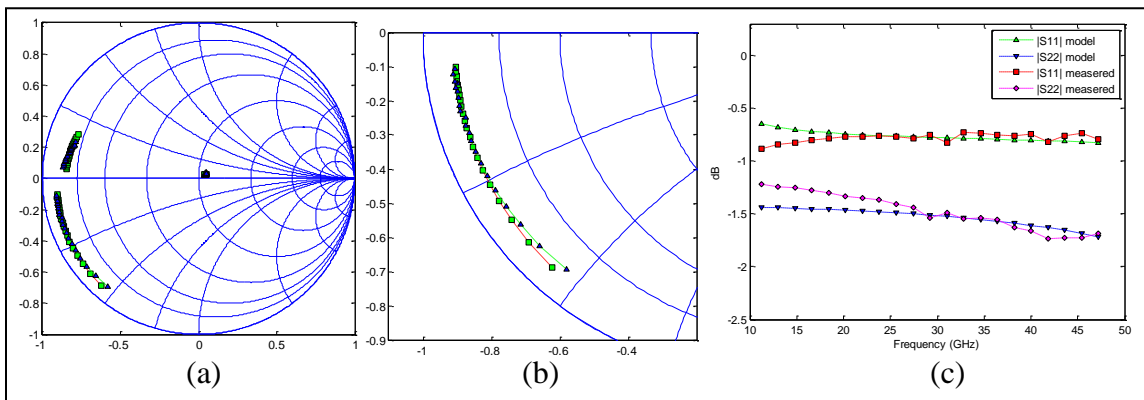 1
0.8
0.6
0.4
0.2
0
-0.2
-0.4
-0.6
-0.8
-1
-1 -0.5 0 0.5 1
(a)
0
-0.1
-0.2
-0.3
-0.4
-0.5
-0.6
-0.7
-0.8
-0.9
-1 -0.8 -0.6 -0.4
(b)
|S11| model
|S22| model
|S11| measered
|S22| measered
0
-0.5
-1
-1.5
-2
-2.5
dB
10 15 20 25 30 35 40 45 50
Frequency (GHz)
(c)